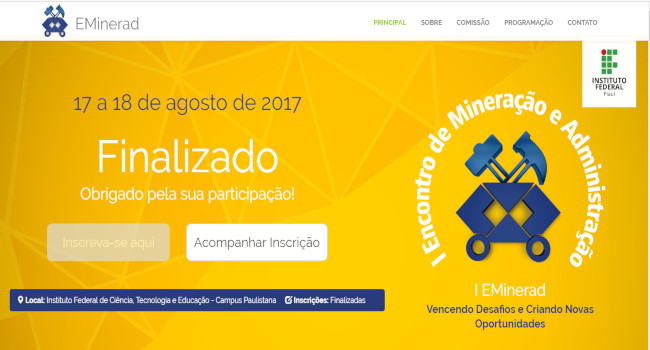 EMinerad
PRINCIPAL SOBRE COMISSÃO PROGRAMAÇÃO CONTATO
INSTITUTO
FEDERAL
Piauí
17 a 18 de agosto de 2017
Finalizado
Obrigado pela sua participação!
Inscreva-se aqui
Acompanhar Inscrição
Local: Instituto Federal de Ciência, Tecnologia e Educação - Campus Paulistana Inscrições: Finalizadas
I Encontro de Mineração e Administração
I EMinerad
Vencendo Desafios e Criando Novas
Oportunidades